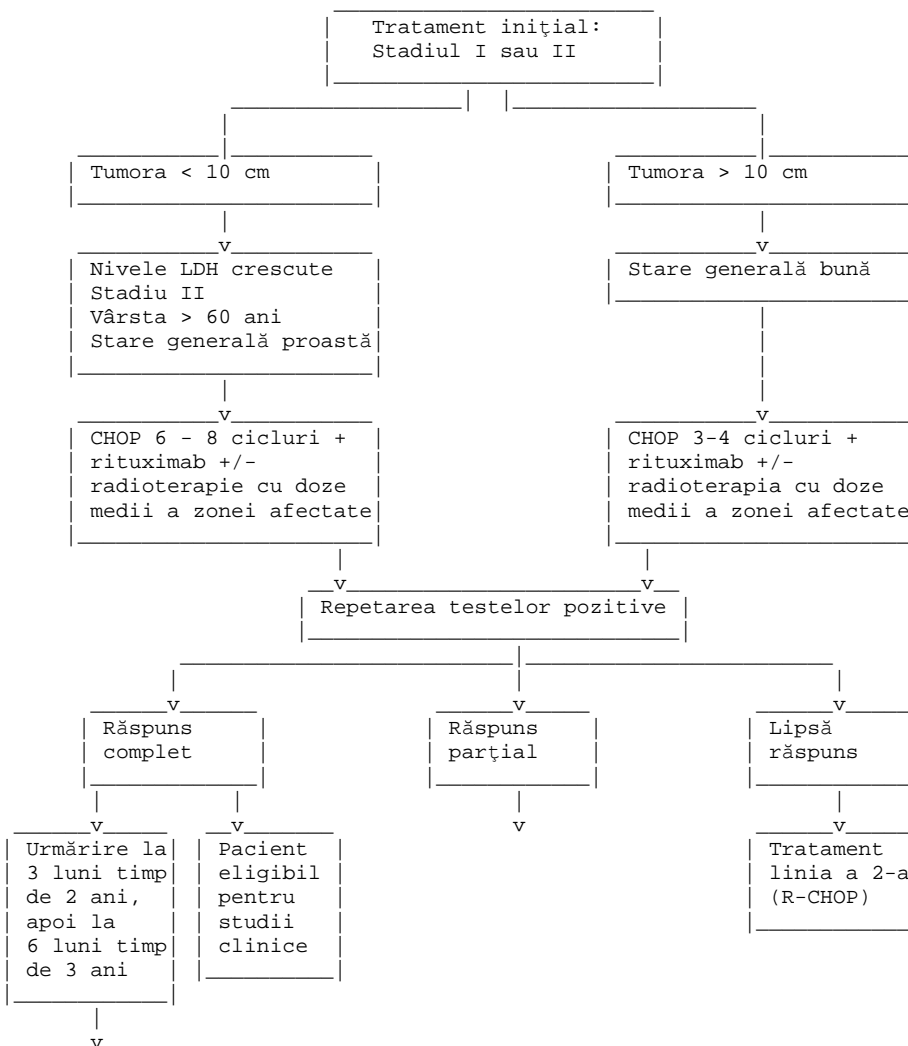 Tratament iniţial:
Stadiul I sau II
Tumora < 10 cm
Tumora > 10 cm
Nivele LDH crescute
Stadiu II
Vârsta > 60 ani
Stare generală proastă
Stare generală bună
CHOP 6 - 8 cicluri +
rituximab +/-
radioterapie cu doze
medii a zonei afectate
CHOP 3-4 cicluri +
rituximab +/-
radioterapia cu doze
medii a zonei afectate
Repetarea testelor pozitive
Răspuns
complet
Răspuns
parţial
Lipsă
răspuns
Urmărire la
3 luni timp
de 2 ani,
apoi la
6 luni timp
de 3 ani
Pacient
eligibil
pentru
studii
clinice
Tratament
linia a 2-a
(R-CHOP)